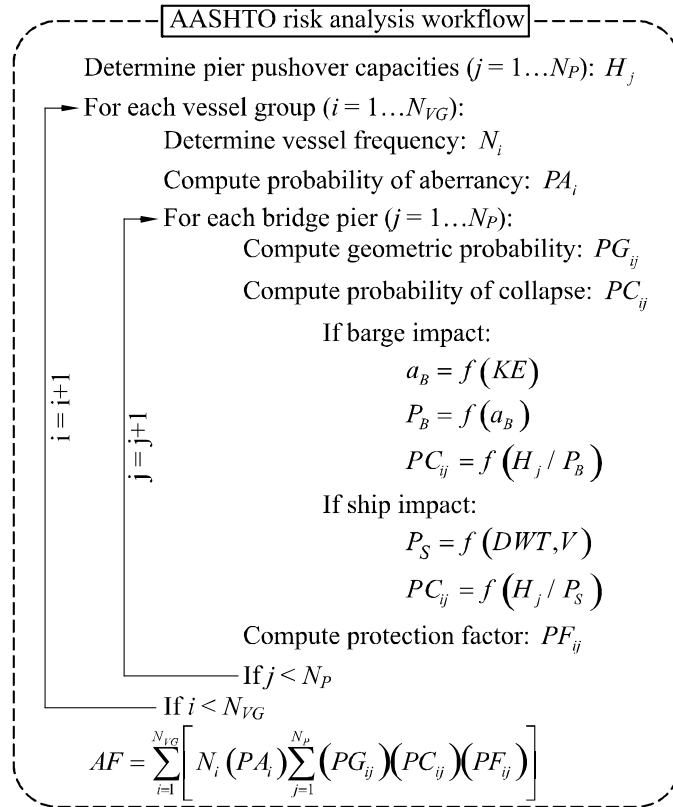 AASHTO risk analysis workflow
Determine pier pushover capacities (j = 1…N_P): H_j
For each vessel group (i = 1…N_VG):
Determine vessel frequency: N_i
Compute probability of aberrancy: PA_i
For each bridge pier (j = 1…N_P):
Compute geometric probability: PG_ij
Compute probability of collapse: PC_ij
If barge impact:
a_B = f(KE)
P_B = f(a_B)
PC_ij = f(H_j / P_B)
If ship impact:
P_S = f(DWT,V)
PC_ij = f(H_j / P_S)
Compute protection factor: PF_ij
If j < N_P
j = j+1
If i < N_VG
i = i+1
AF = ∑_{i=1}^{N_VG} [ N_i (PA_i) ∑_{j=1}^{N_P} (PG_ij)(PC_ij)(PF_ij) ]